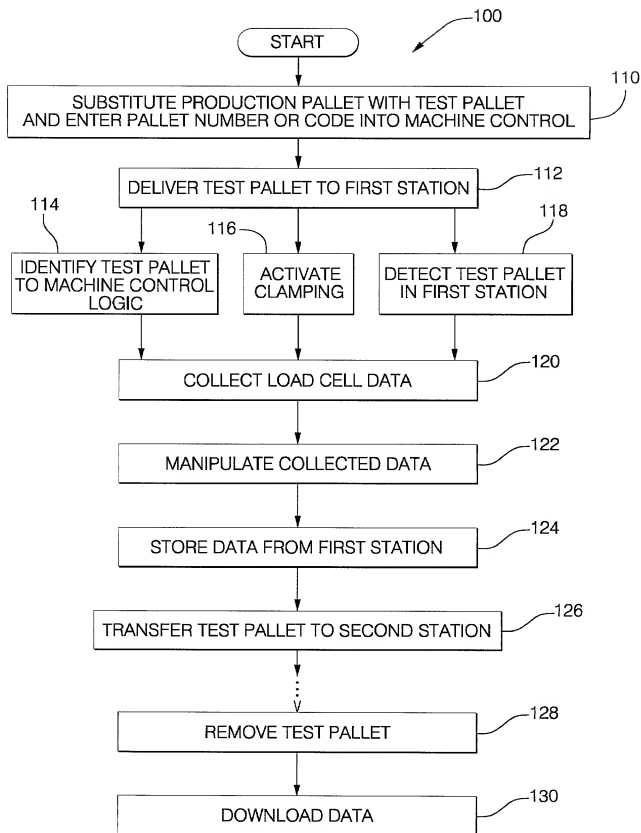 100
START
110
SUBSTITUTE PRODUCTION PALLET WITH TEST PALLET
AND ENTER PALLET NUMBER OR CODE INTO MACHINE CONTROL
DELIVER TEST PALLET TO FIRST STATION
112
114
116
118
IDENTIFY TEST PALLET
TO MACHINE CONTROL
LOGIC
ACTIVATE
CLAMPING
DETECT TEST PALLET
IN FIRST STATION
COLLECT LOAD CELL DATA
120
MANIPULATE COLLECTED DATA
122
STORE DATA FROM FIRST STATION
124
TRANSFER TEST PALLET TO SECOND STATION
126
REMOVE TEST PALLET
128
DOWNLOAD DATA
130